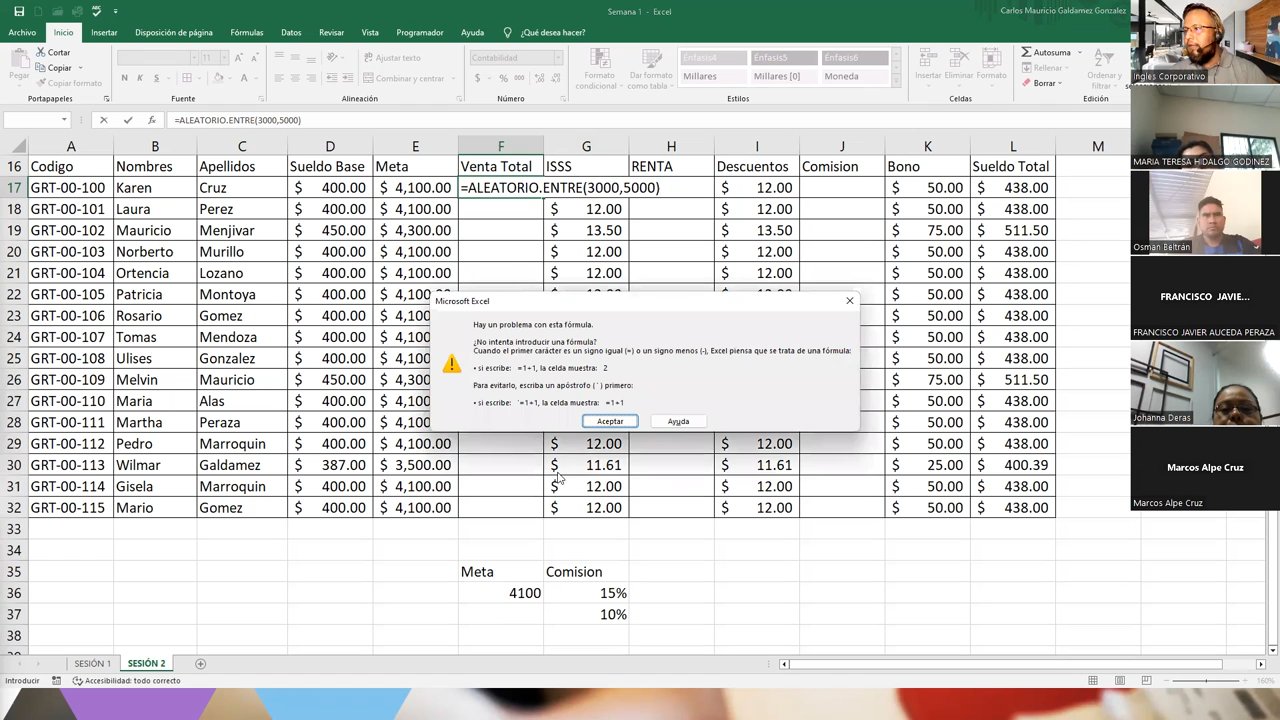 Semana 1 - Excel
Carlos Mauricio Galdamez Gonzalez
Archivo Inicio Insertar Disposición de página Fórmulas Datos Revisar Vista Programador Ayuda ¿Qué desea hacer?
Pegar
Cortar
Copiar
Copiar formato
Portapapeles
N K S
Fuente
Ajustar texto
Combinar y centrar
Alineación
Contabilidad
$ % 000
Número
Formato condicional
Dar formato como tabla
Énfasis4 Énfasis5 Énfasis6
Millares Millares [0] Moneda
Estilos
Insertar Eliminar Formato
Celdas
Autosuma
Rellenar
Borrar
Ordenar y
Edición
=ALEATORIO.ENTRE(3000,5000)
A B C D E F G H I J K L M
16 Codigo Nombres Apellidos Sueldo Base Meta Venta Total ISSS RENTA Descuentos Comision Bono Sueldo Total
17 GRT-00-100 Karen Cruz $ 400.00 $ 4,100.00 =ALEATORIO.ENTRE(3000,5000) $ 12.00 $ 50.00 $ 438.00
18 GRT-00-101 Laura Perez $ 400.00 $ 4,100.00 $ 12.00 $ 12.00 $ 50.00 $ 438.00
19 GRT-00-102 Mauricio Menjivar $ 450.00 $ 4,300.00 $ 13.50 $ 13.50 $ 75.00 $ 511.50
20 GRT-00-103 Norberto Murillo $ 400.00 $ 4,100.00 $ 12.00 $ 12.00 $ 50.00 $ 438.00
21 GRT-00-104 Ortencia Lozano $ 400.00 $ 4,100.00 $ 12.00 $ 12.00 $ 50.00 $ 438.00
22 GRT-00-105 Patricia Montoya $ 400.00 $ 4,100.00 $ 50.00 $ 438.00
23 GRT-00-106 Rosario Gomez $ 400.00 $ 4,100 $ 50.00 $ 438.00
24 GRT-00-107 Tomas Mendoza $ 400.00 $ 4,100 $ 50.00 $ 438.00
25 GRT-00-108 Ulises Gonzalez $ 400.00 $ 4,100 $ 50.00 $ 438.00
26 GRT-00-109 Melvin Mauricio $ 450.00 $ 4,300 $ 75.00 $ 511.50
27 GRT-00-110 Maria Alas $ 400.00 $ 4,100 $ 50.00 $ 438.00
28 GRT-00-111 Martha Peraza $ 400.00 $ 4,100 $ 50.00 $ 438.00
29 GRT-00-112 Pedro Marroquin $ 400.00 $ 4,100.00 $ 12.00 $ 12.00 $ 50.00 $ 438.00
30 GRT-00-113 Wilmar Galdamez $ 387.00 $ 3,500.00 $ 11.61 $ 11.61 $ 25.00 $ 400.39
31 GRT-00-114 Gisela Marroquin $ 400.00 $ 4,100.00 $ 12.00 $ 12.00 $ 50.00 $ 438.00
32 GRT-00-115 Mario Gomez $ 400.00 $ 4,100.00 $ 12.00 $ 12.00 $ 50.00 $ 438.00
33
34
35 Meta Comision
36 4100 15%
37 10%
38
Microsoft Excel
Hay un problema con esta fórmula.
¿No intenta introducir una fórmula?
Cuando el primer carácter es un signo igual (=) o un signo menos (-), Excel piensa que se trata de una fórmula:
• si escribe: =1+1, la celda muestra: 2
Para evitarlo, escriba un apóstrofo ( ' ) primero:
• si escribe: '=1+1, la celda muestra: =1+1
Aceptar Ayuda
SESIÓN 1 SESIÓN 2
Introducir Accesibilidad: todo correcto 160%
Ingles Corporativo
MARIA TERESA HIDALGO GODINEZ
Osman Beltrán
FRANCISCO JAVIE...
FRANCISCO JAVIER AUCEDA PERAZA
Johanna Deras
Marcos Alpe Cruz
Marcos Alpe Cruz